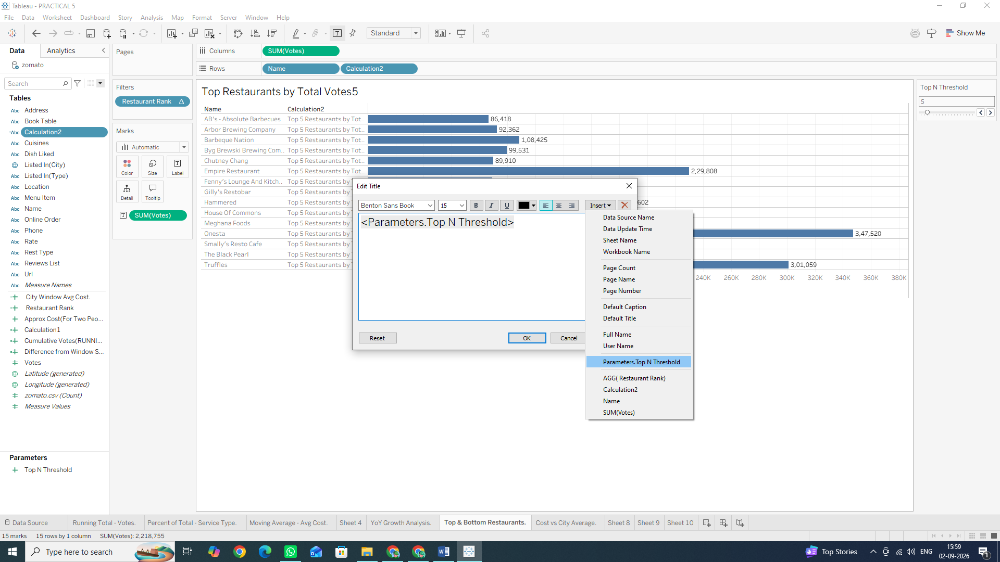 Tableau - PRACTICAL 5
File Data Worksheet Dashboard Story Analysis Map Format Server Window Help
Standard
Show Me
Data Analytics
zomato
Search
Tables
Abc Address
Abc Book Table
=Abc Calculation2
Abc Cuisines
Abc Dish Liked
Listed In(City)
Abc Listed In(Type)
Abc Location
Abc Menu Item
Abc Name
Abc Online Order
Abc Phone
Abc Rate
Abc Rest Type
Abc Reviews List
Abc Url
Abc Measure Names
=# City Window Avg Cost.
=# Restaurant Rank
# Approx Cost(For Two Peo...
=# Calculation1
=# Cumulative Votes(RUNNI...
=# Difference from Window S...
# Votes
Latitude (generated)
Longitude (generated)
# zomato.csv (Count)
# Measure Values
Parameters
# Top N Threshold
Pages
Filters
Restaurant Rank
Marks
Automatic
Color Size Label
Detail Tooltip
SUM(Votes)
Columns SUM(Votes)
Rows Name Calculation2
Top Restaurants by Total Votes5
Name Calculation2
AB's - Absolute Barbecues Top 5 Restaurants by Tot.. 86,418
Arbor Brewing Company Top 5 Restaurants by Tot.. 92,362
Barbeque Nation Top 5 Restaurants by Tot.. 1,08,425
Byg Brewski Brewing Com.. Top 5 Restaurants by Tot.. 99,531
Chutney Chang Top 5 Restaurants by Tot.. 89,910
Empire Restaurant Top 5 Restaurants by Tot.. 2,29,808
Fenny's Lounge And Kitch.. Top 5 Restaurants by
Gilly's Restobar Top 5 Restaurants by
Hammered Top 5 Restaurants by 602
House Of Commons Top 5 Restaurants by
Meghana Foods Top 5 Restaurants by
Onesta Top 5 Restaurants by 3,47,520
Smally's Resto Cafe Top 5 Restaurants by
The Black Pearl Top 5 Restaurants by
Truffles Top 5 Restaurants by 3,01,059
240K 260K 280K 300K 320K 340K 360K 380K
Top N Threshold
5
Edit Title
Benton Sans Book 15 B I U Insert
<Parameters.Top N Threshold>
Reset OK Cancel
Data Source Name
Data Update Time
Sheet Name
Workbook Name
Page Count
Page Name
Page Number
Default Caption
Default Title
Full Name
User Name
Parameters.Top N Threshold
AGG( Restaurant Rank)
Calculation2
Name
SUM(Votes)
Data Source Running Total - Votes. Percent of Total - Service Type. Moving Average - Avg Cost. Sheet 4 YoY Growth Analysis. Top & Bottom Restaurants. Cost vs City Average. Sheet 8 Sheet 9 Sheet 10
15 marks 15 rows by 1 column SUM(Votes): 2,218,755
Type here to search
Top Stories
ENG
15:59
02-09-2026
1